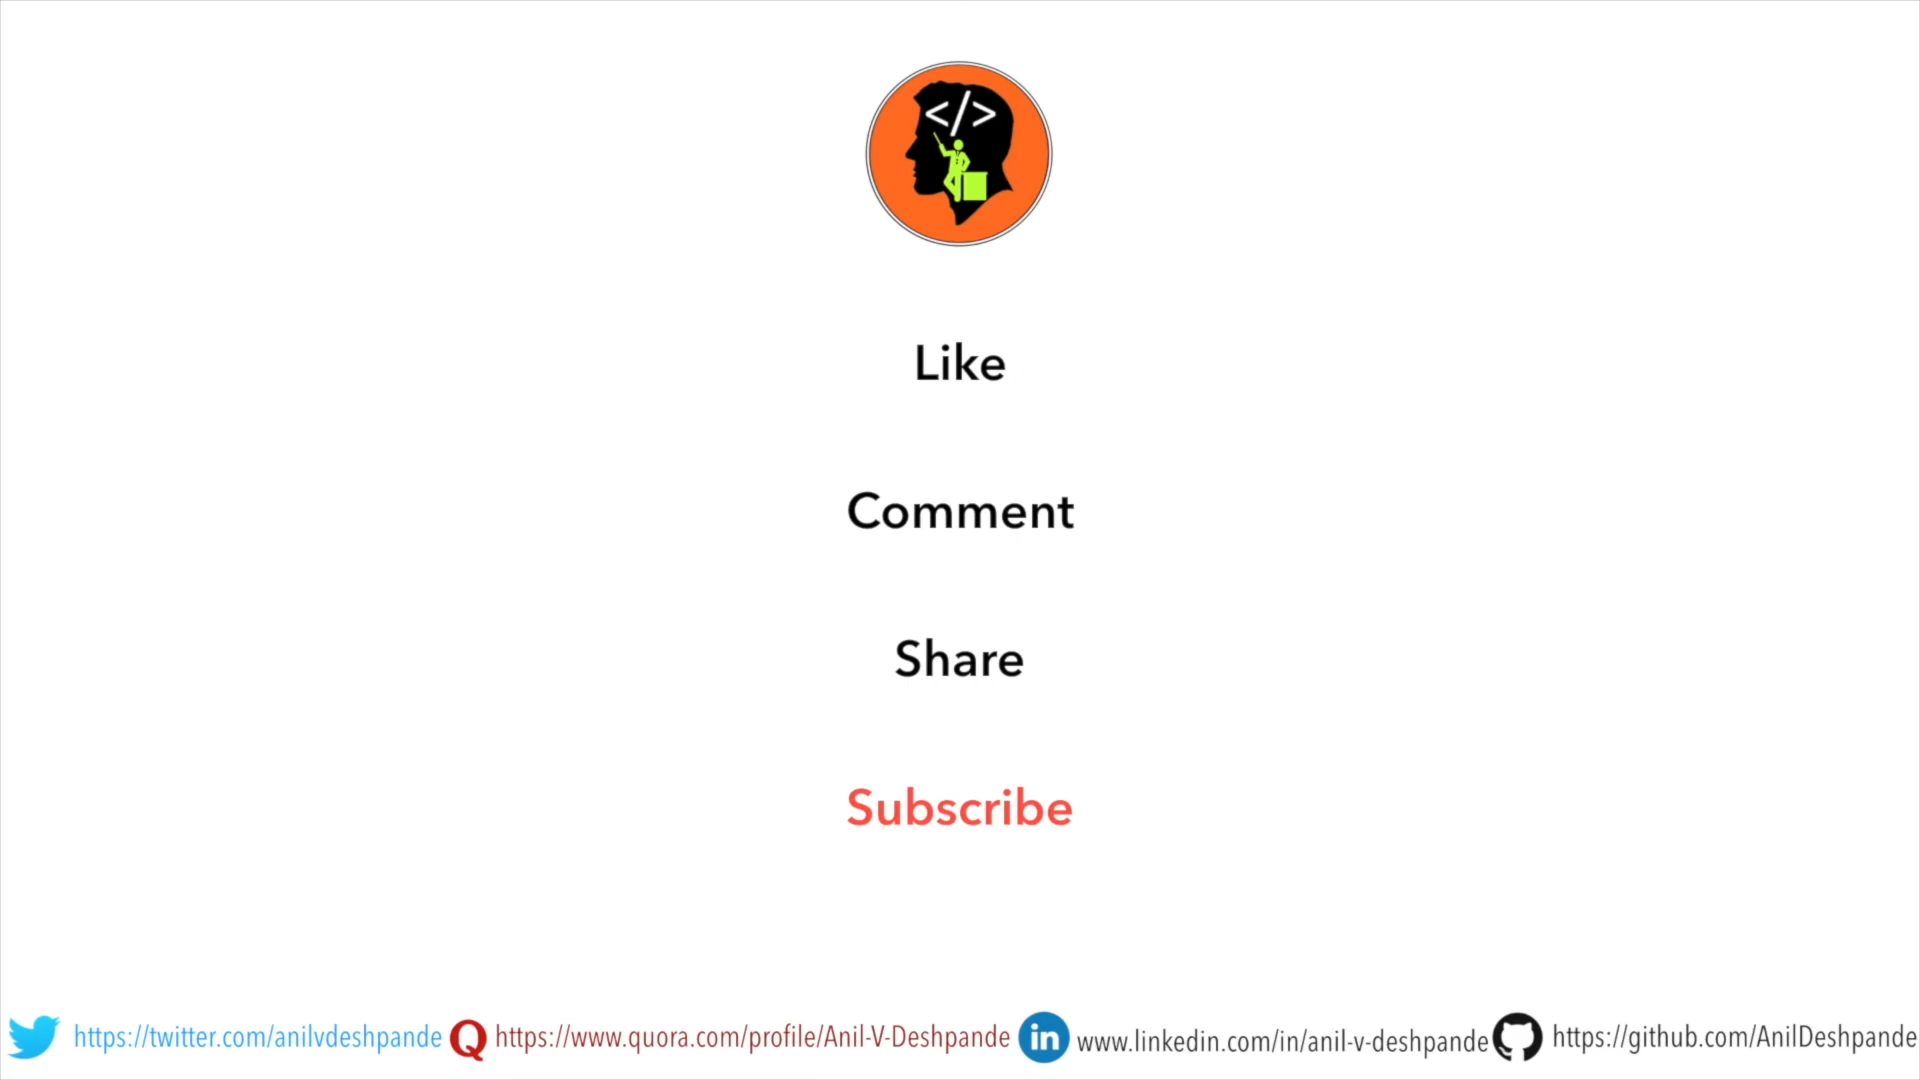 </>
Like
Comment
Share
Subscribe
https://twitter.com/anilvdeshpande https://www.quora.com/profile/Anil-V-Deshpande in www.linkedin.com/in/anil-v-deshpande https://github.com/AnilDeshpande